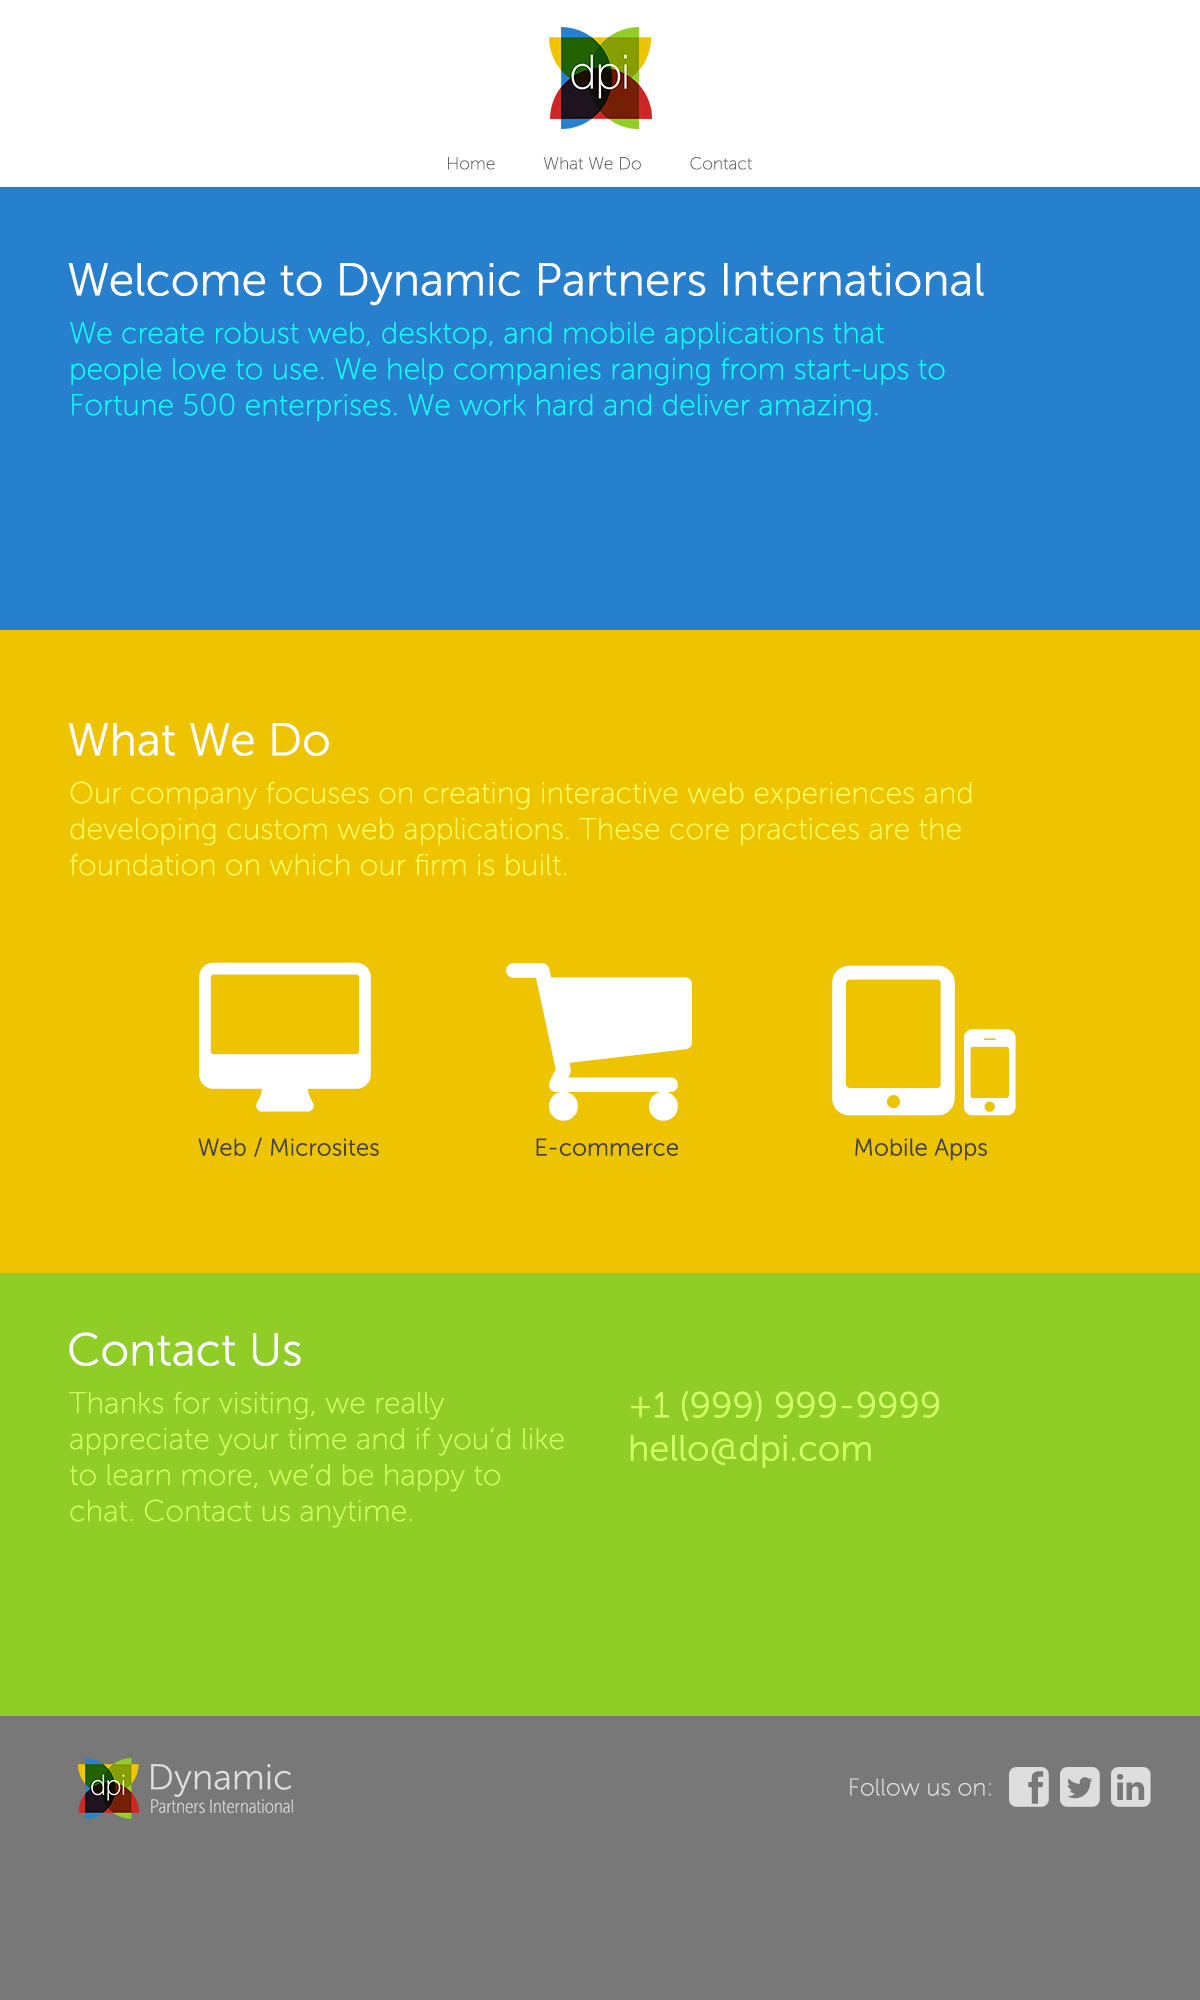 dpi
Home What We Do Contact
Welcome to Dynamic Partners International
We create robust web, desktop, and mobile applications that
people love to use. We help companies ranging from start-ups to
Fortune 500 enterprises. We work hard and deliver amazing.
What We Do
Our company focuses on creating interactive web experiences and
developing custom web applications. These core practices are the
foundation on which our firm is built.
Web / Microsites E-commerce Mobile Apps
Contact Us
Thanks for visiting, we really
appreciate your time and if you’d like
to learn more, we’d be happy to
chat. Contact us anytime.
+1 (999) 999-9999
hello@dpi.com
dpi Dynamic
Partners International
Follow us on: f in